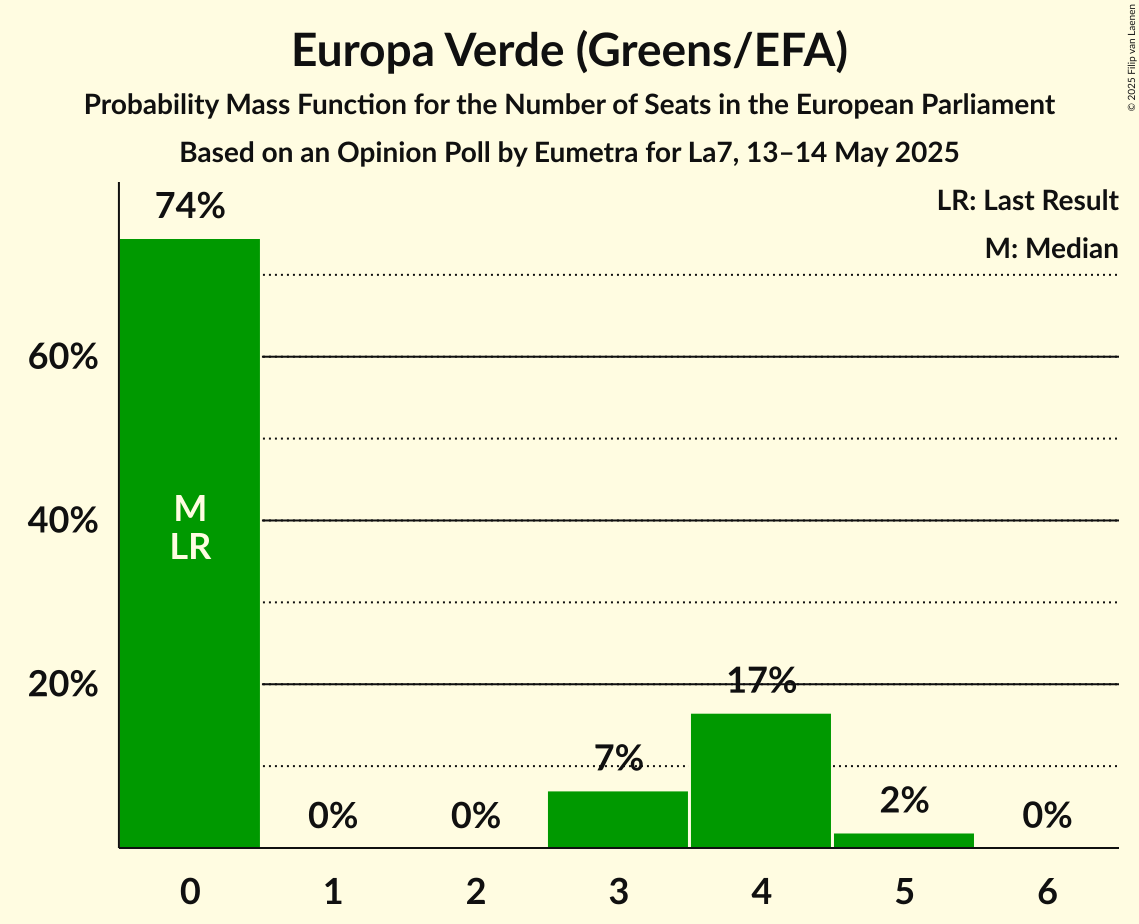 Europa Verde (Greens/EFA)
Probability Mass Function for the Number of Seats in the European Parliament
Based on an Opinion Poll by Eumetra for La7, 13–14 May 2025
© 2025 Filip van Laenen
LR: Last Result
M: Median
74%
60%
40%
20%
M
LR
0%
0%
7%
17%
2%
0%
0
1
2
3
4
5
6